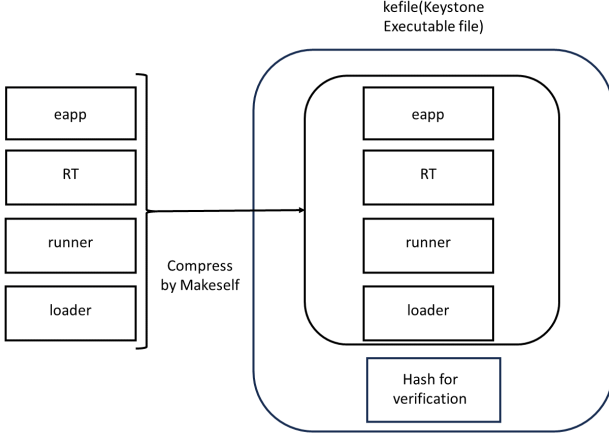 kefile(Keystone
Executable file)
eapp
RT
runner
loader
Compress
by Makeself
eapp
RT
runner
loader
Hash for
verification